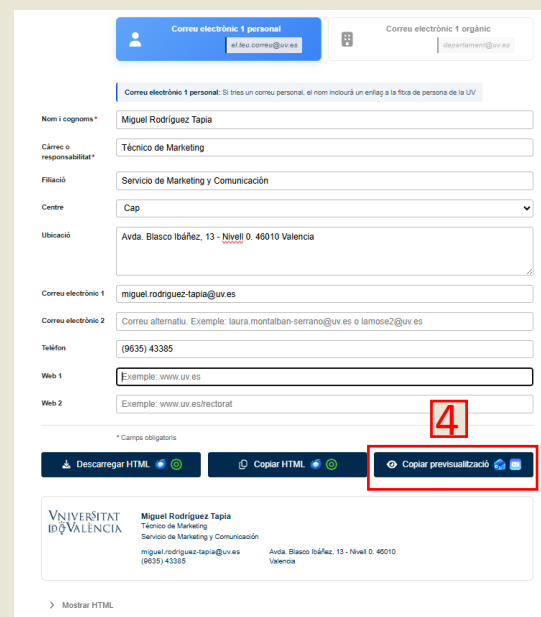 Correu electrònic 1 personal
el.teu.correu@uv.es
Correu electrònic 1 orgànic
departament@uv.es
Correu electrònic 1 personal: Si tries un correu personal, el nom inclourà un enllaç a la fitxa de persona de la UV
Nom i cognoms *
Miguel Rodríguez Tapia
Càrrec o
responsabilitat *
Técnico de Marketing
Filiació
Servicio de Marketing y Comunicación
Centre
Cap
Ubicació
Avda. Blasco Ibáñez, 13 - Nivell 0. 46010 Valencia
Correu electrònic 1
miguel.rodriguez-tapia@uv.es
Correu electrònic 2
Correu alternatiu. Exemple: laura.montalban-serrano@uv.es o lamose2@uv.es
Telèfon
(9635) 43385
Web 1
Exemple: www.uv.es
Web 2
Exemple: www.uv.es/rectorat
4
* Camps obligatoris
Descarregar HTML
Copiar HTML
Copiar previsualització
VNIVERSITAT
DE VALÈNCIA
Miguel Rodríguez Tapia
Técnico de Marketing
Servicio de Marketing y Comunicación
miguel.rodriguez-tapia@uv.es
(9635) 43385
Avda. Blasco Ibáñez, 13 - Nivell 0. 46010
Valencia
Mostrar HTML